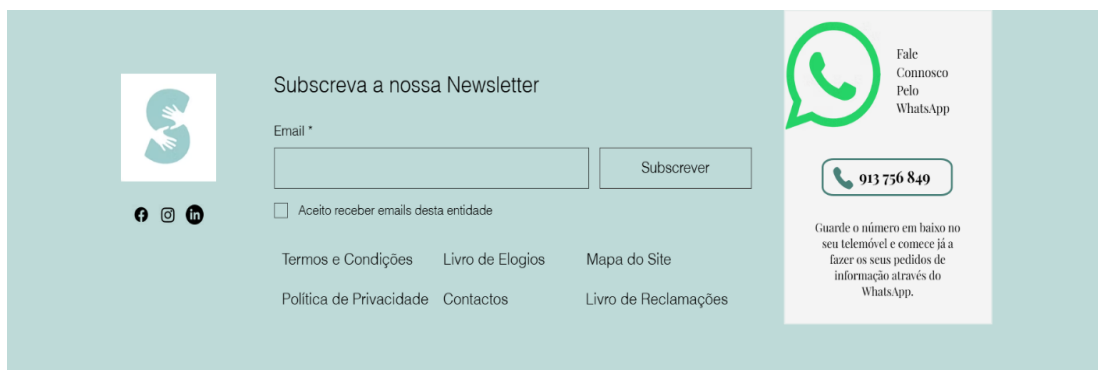 Subscreva a nossa Newsletter
Email *
Subscrever
Aceito receber emails desta entidade
Termos e Condições
Livro de Elogios
Mapa do Site
Política de Privacidade
Contactos
Livro de Reclamações
Fale
Connosco
Pelo
WhatsApp
913 756 849
Guarde o número em baixo no
seu telemóvel e comece já a
fazer os seus pedidos de
informação através do
WhatsApp.